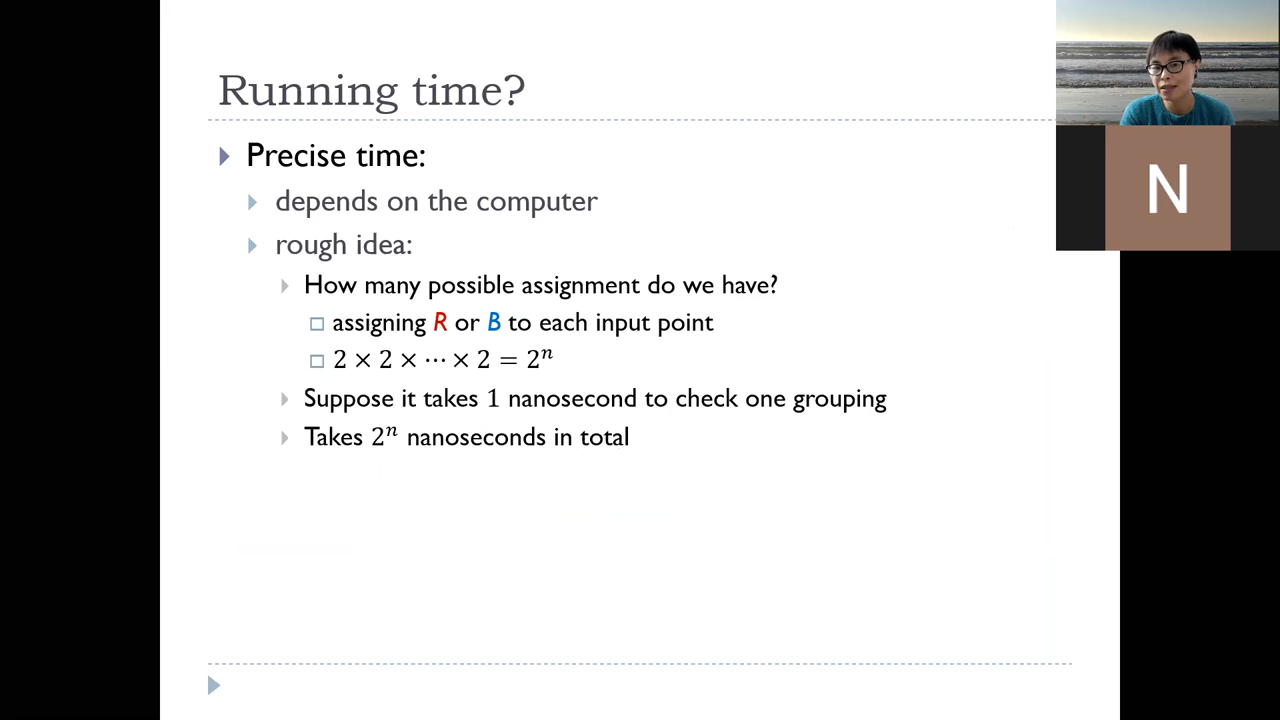 Running time?
Precise time:
depends on the computer
rough idea:
How many possible assignment do we have?
assigning R or B to each input point
2 × 2 × ⋯ × 2 = 2ⁿ
Suppose it takes 1 nanosecond to check one grouping
Takes 2ⁿ nanoseconds in total
N